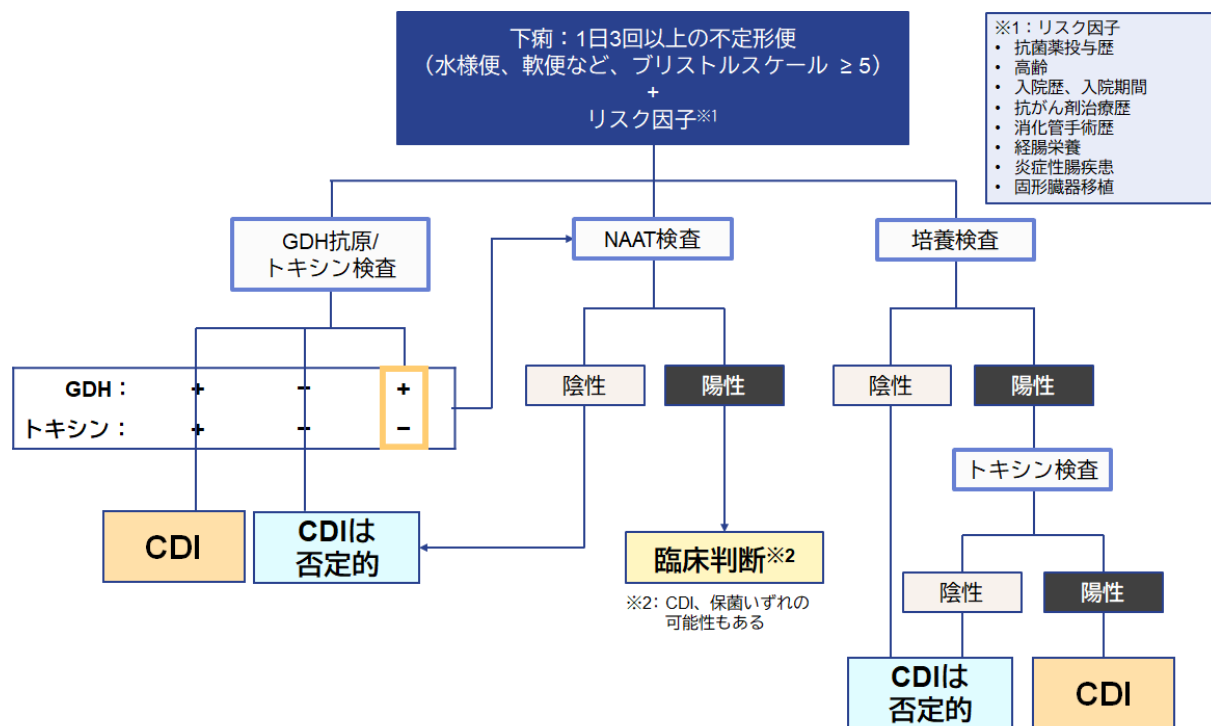 下痢：1日3回以上の不定形便
（水様便、軟便など、ブリストルスケール ≥ 5）
+
リスク因子※1
※1：リスク因子
• 抗菌薬投与歴
• 高齢
• 入院歴、入院期間
• 抗がん剤治療歴
• 消化管手術歴
• 経腸栄養
• 炎症性腸疾患
• 固形臓器移植
GDH抗原/
トキシン検査
NAAT検査
培養検査
GDH： + − +
トキシン： + − −
陰性
陽性
陰性
陽性
トキシン検査
CDI
CDIは
否定的
臨床判断※2
※2：CDI、保菌いずれの
可能性もある
陰性
陽性
CDIは
否定的
CDI